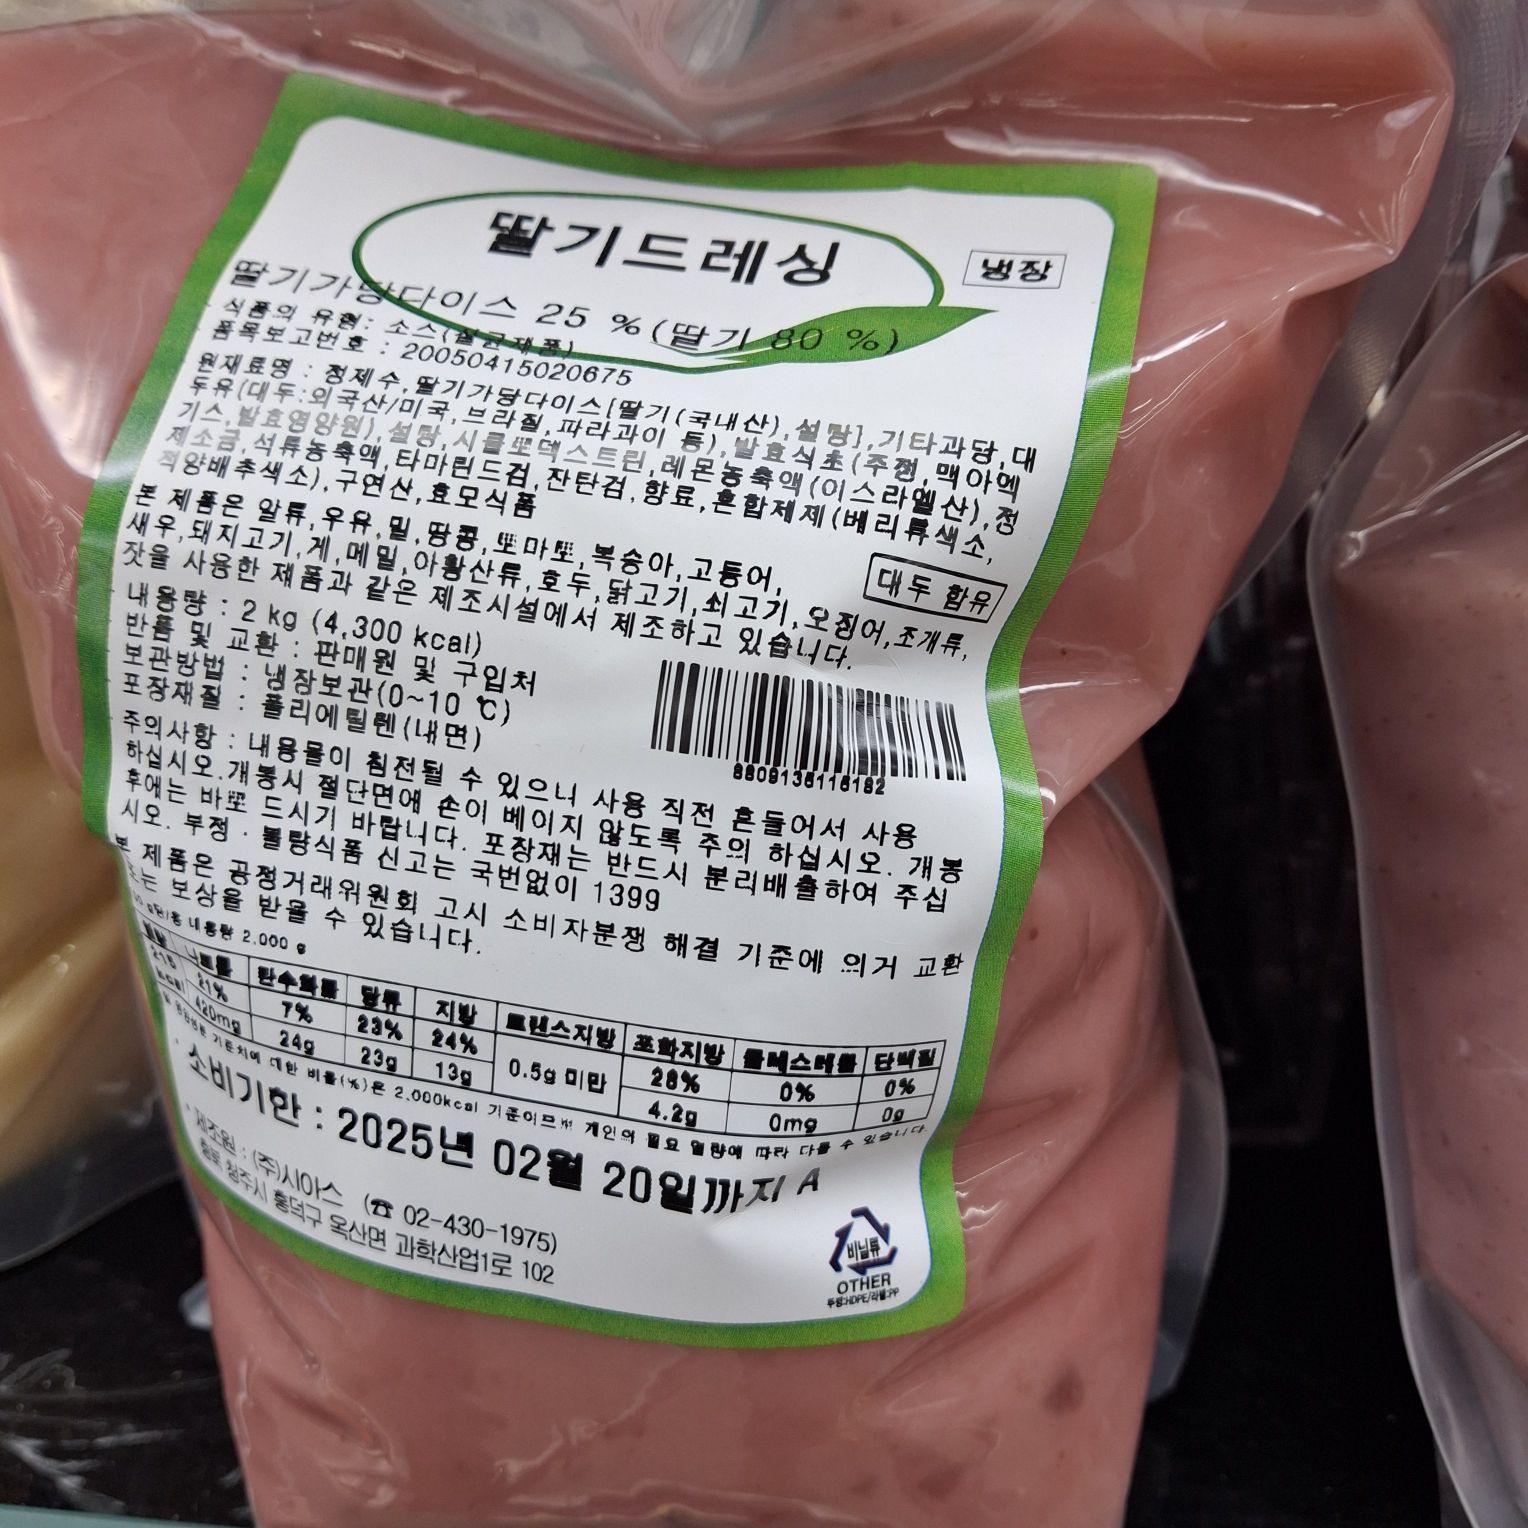 딸기드레싱
냉장
딸기가당다이스 25 %(딸기 80 %)
식품의 유형: 소스(살균제품)
품목보고번호 : 20050415020675
원재료명 : 정제수,딸기가당다이스{딸기(국내산),설탕},기타과당,대
두유(대두:외국산/미국,브라질,파라과이 등),발효식초(주정,맥아엑
기스,발효영양원),설탕,시클로덱스트린,레몬농축액(이스라엘산),정
제소금,석류농축액,타마린드검,잔탄검,향료,혼합제제(베리류색소,
적양배추색소),구연산,효모식품
대두 함유
본 제품은 알류,우유,밀,땅콩,토마토,복숭아,고등어,
새우,돼지고기,게,메밀,아황산류,호두,닭고기,쇠고기,오징어,조개류,
잣을 사용한 제품과 같은 제조시설에서 제조하고 있습니다.
내용량 : 2 kg (4,300 kcal)
반품 및 교환 : 판매원 및 구입처
보관방법 : 냉장보관(0~10 ℃)
포장재질 : 폴리에틸렌(내면)
8809136116182
주의사항 : 내용물이 침전될 수 있으니 사용 직전 흔들어서 사용
하십시오.개봉시 절단면에 손이 베이지 않도록 주의 하십시오. 개봉
후에는 바로 드시기 바랍니다. 포장재는 반드시 분리배출하여 주십
시오. 부정 · 불량식품 신고는 국번없이 1399
본 제품은 공정거래위원회 고시 소비자분쟁 해결 기준에 의거 교환
또는 보상을 받을 수 있습니다.
총 내용량 2,000 g
열량 나트륨 탄수화물 당류 지방 트랜스지방 포화지방 콜레스테롤 단백질
215 21% 7% 23% 24% 0.5g 미만 28% 0% 0%
kcal 420mg 24g 23g 13g 4.2g 0mg 0g
기준치에 대한 비율(%)은 2,000kcal 기준이므로 개인의 필요 열량에 따라 다를 수 있습니다.
소비기한 : 2025년 02월 20일까지 A
제조원 : (주)시아스 (☎ 02-430-1975)
충북 청주시 흥덕구 옥산면 과학산업1로 102
비닐류
OTHER
뚜껑:HDPE/라벨:PP